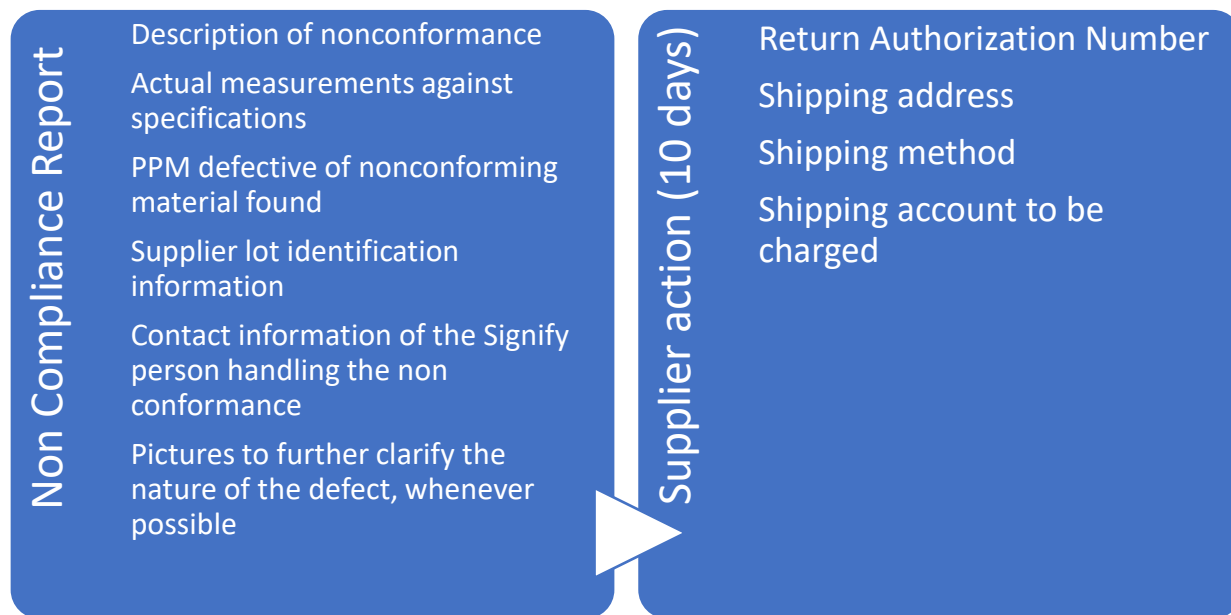 Non Compliance Report
Description of nonconformance
Actual measurements against
specifications
PPM defective of nonconforming
material found
Supplier lot identification
information
Contact information of the Signify
person handling the non
conformance
Pictures to further clarify the
nature of the defect, whenever
possible
Supplier action (10 days)
Return Authorization Number
Shipping address
Shipping method
Shipping account to be
charged